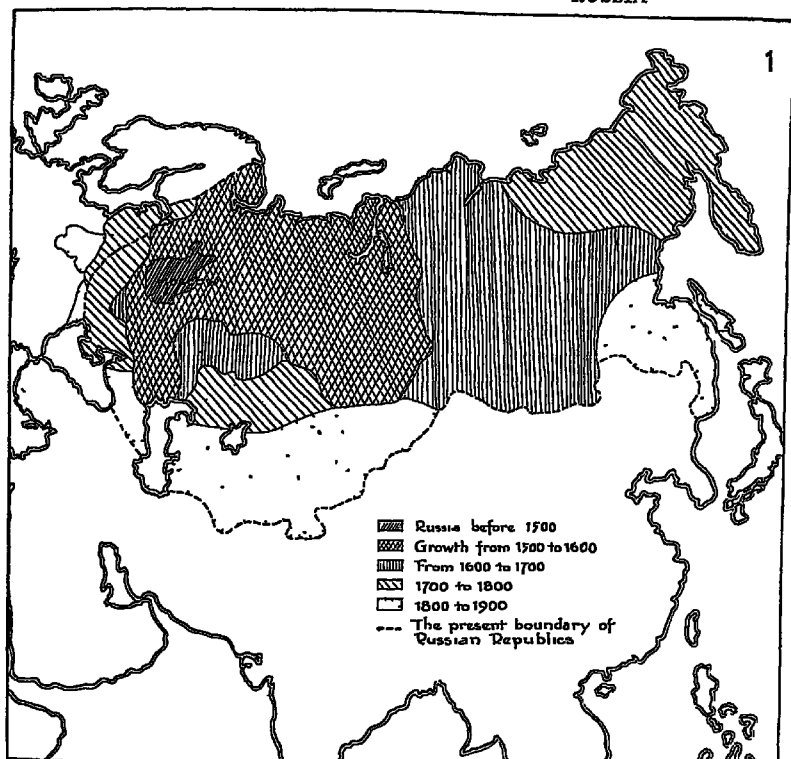 RUSSIA
1
Russia before 1500
Growth from 1500 to 1600
From 1600 to 1700
1700 to 1800
1800 to 1900
The present boundary of
Russian Republics